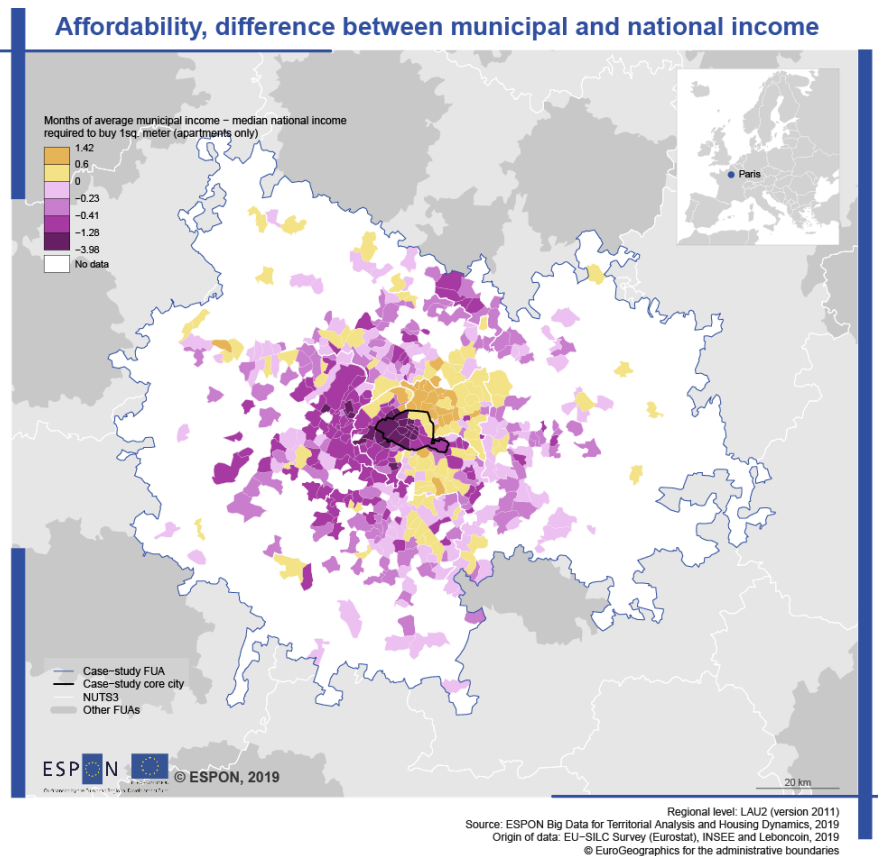 Affordability, difference between municipal and national income
Months of average municipal income − median national income
required to buy 1sq. meter (apartments only)
1.42
0.6
0
−0.23
−0.41
−1.28
−3.98
No data
Paris
Case-study FUA
Case-study core city
NUTS3
Other FUAs
ESPON
© ESPON, 2019
20 km
Regional level: LAU2 (version 2011)
Source: ESPON Big Data for Territorial Analysis and Housing Dynamics, 2019
Origin of data: EU−SILC Survey (Eurostat), INSEE and Leboncoin, 2019
© EuroGeographics for the administrative boundaries